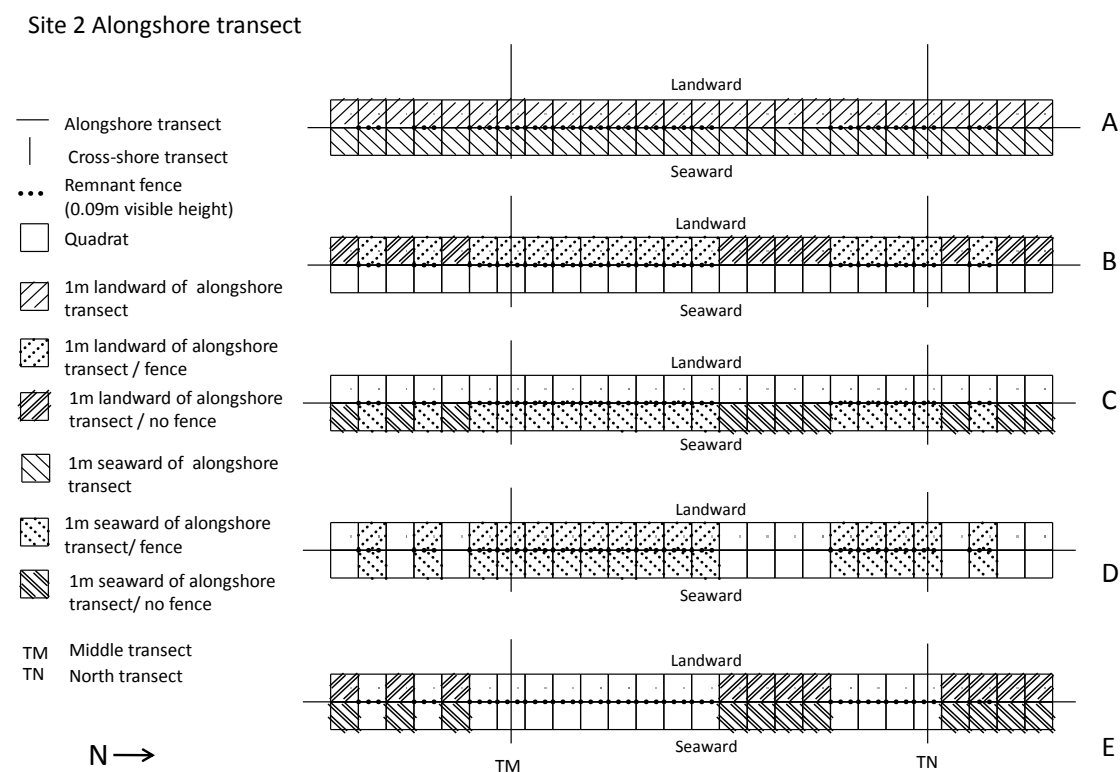 Site 2 Alongshore transect
Alongshore transect
Cross-shore transect
Remnant fence
(0.09m visible height)
Quadrat
1m landward of alongshore
transect
1m landward of alongshore
transect / fence
1m landward of alongshore
transect / no fence
1m seaward of alongshore
transect
1m seaward of alongshore
transect/ fence
1m seaward of alongshore
transect/ no fence
TM Middle transect
TN North transect
N
Landward
A
Seaward
Landward
B
Seaward
Landward
C
Seaward
Landward
D
Seaward
Landward
E
Seaward
TM
TN